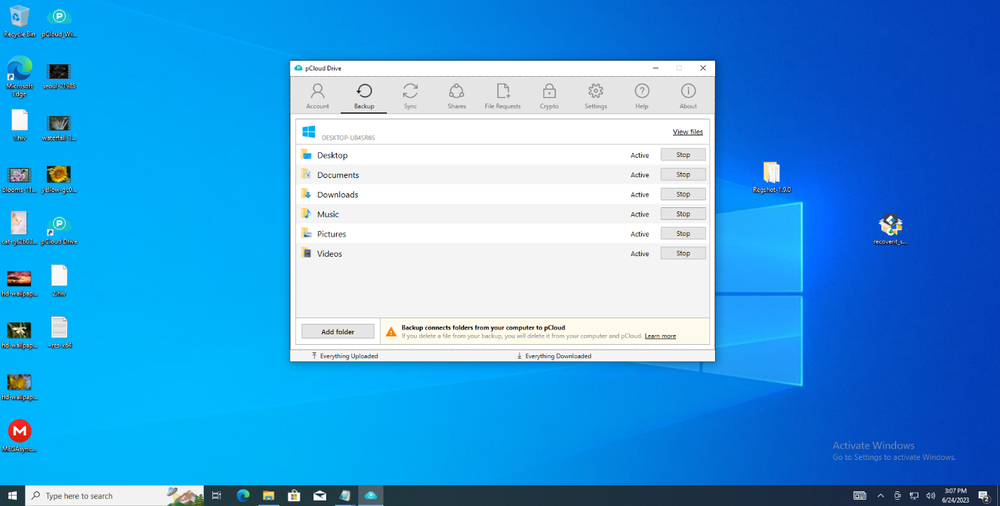 Recycle Bin
pCloud_Wi...
Microsoft
Edge
seoul-21985
1.hiv
waterfall-3...
blooms-11...
yellow-gc0...
cat-g62b03...
pCloud Drive
hd-wallpap...
2.hiv
hd-wallpap...
~res-x64
hd-wallpap...
MEGAsync...
pCloud Drive
Account
Backup
Sync
Shares
File Requests
Crypto
Settings
Help
About
DESKTOP-U84SR6S
View files
Desktop Active Stop
Documents Active Stop
Downloads Active Stop
Music Active Stop
Pictures Active Stop
Videos Active Stop
Add folder
Backup connects folders from your computer to pCloud
If you delete a file from your backup, you will delete it from your computer and pCloud. Learn more
Everything Uploaded
Everything Downloaded
Regshot-1.9.0
recoverit_s...
Activate Windows
Go to Settings to activate Windows.
Type here to search
3:07 PM
6/24/2023
2